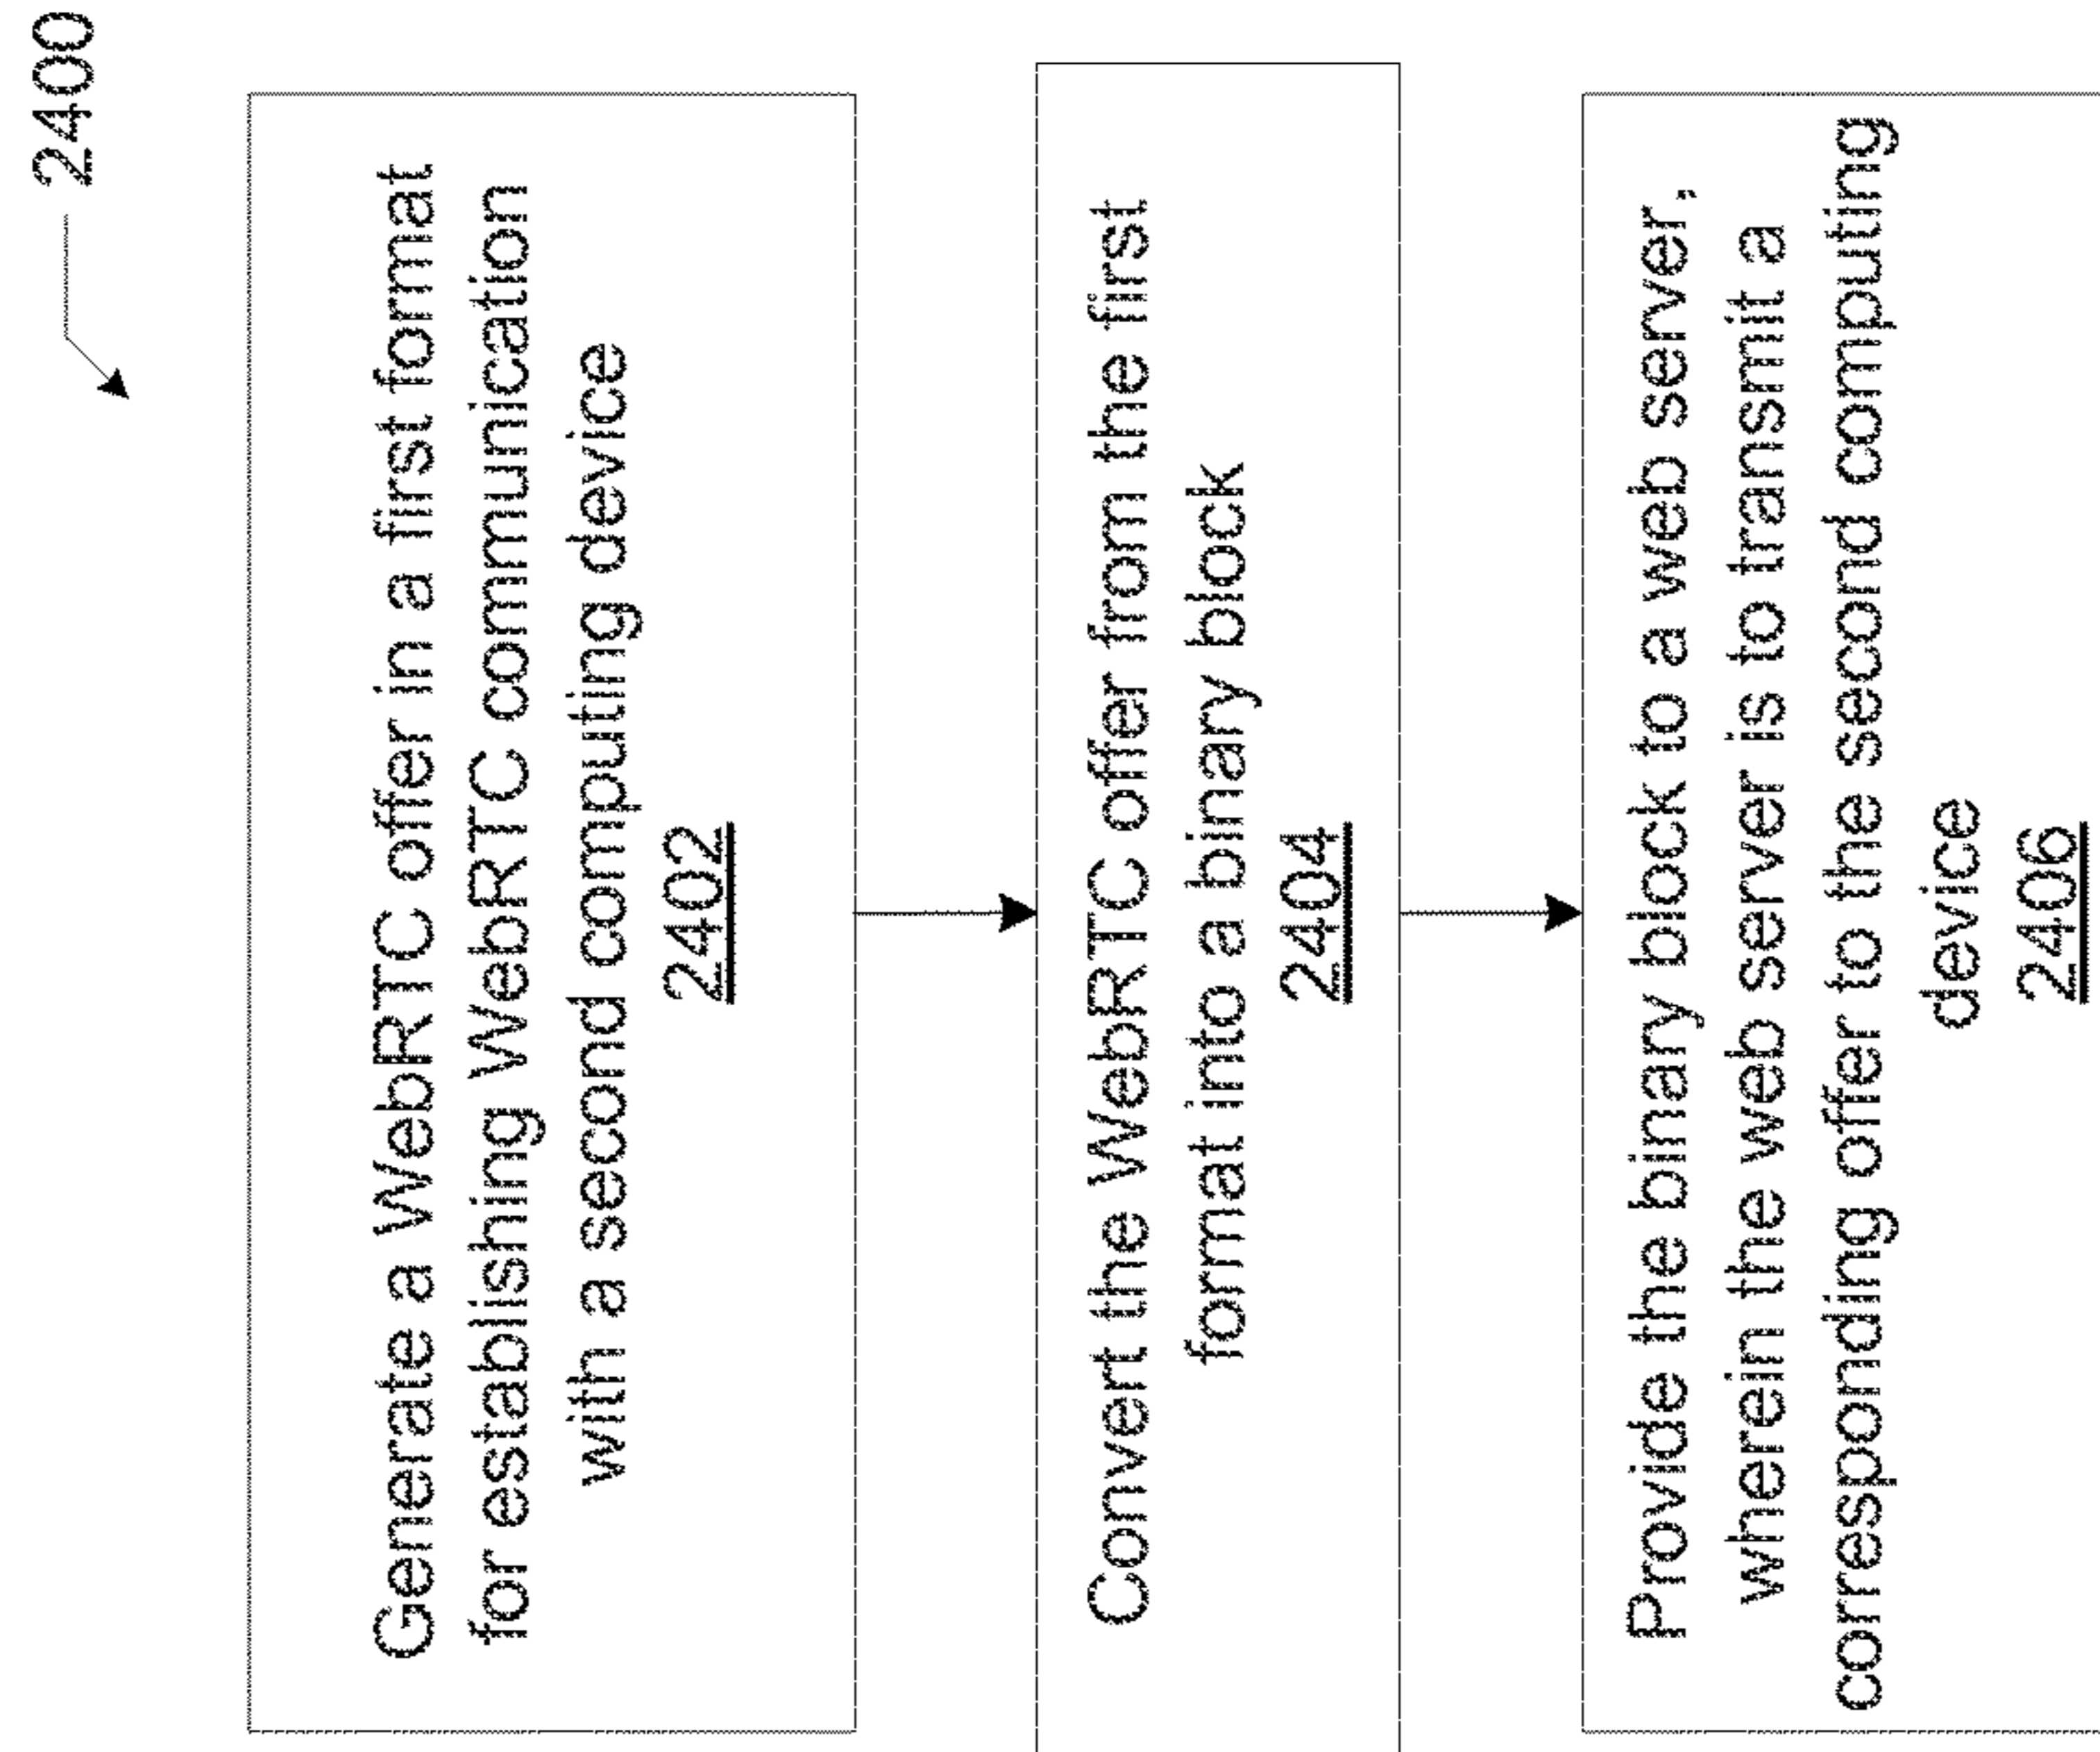 2400
Generate a WebRTC offer in a first format
for establishing WebRTC communication
with a second computing device
2402
Convert the WebRTC offer from the first
format into a binary block
2404
Provide the binary block to a web server,
wherein the web server is to transmit a
corresponding offer to the second computing
device
2406